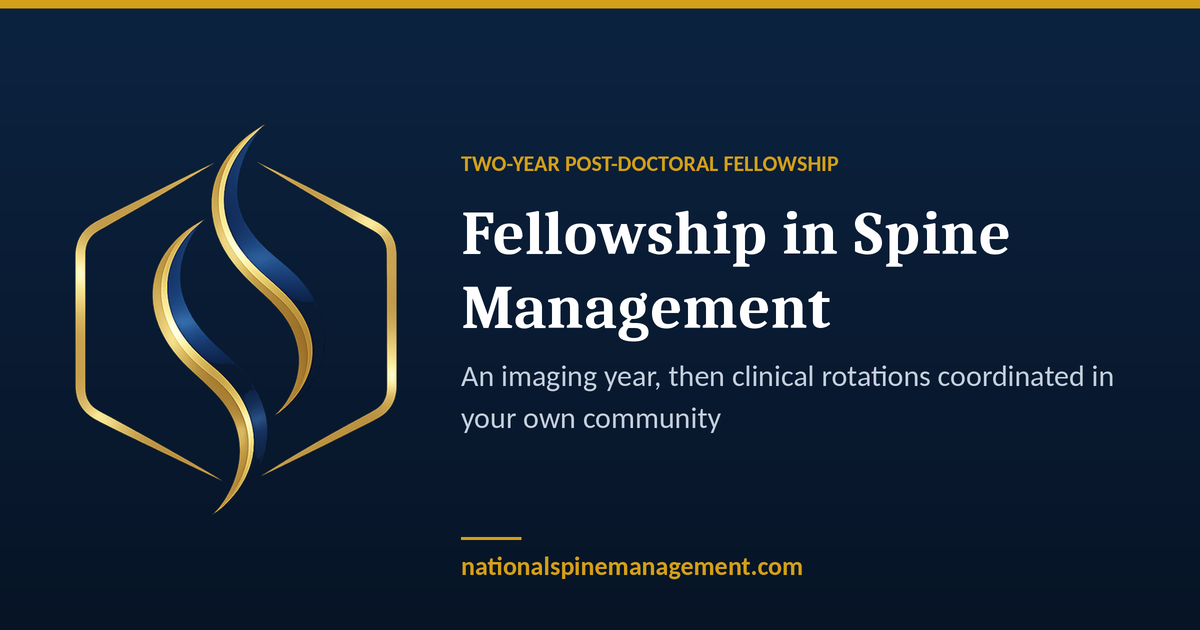 TWO-YEAR POST-DOCTORAL FELLOWSHIP
Fellowship in Spine
Management
An imaging year, then clinical rotations coordinated in
your own community
nationalspinemanagement.com